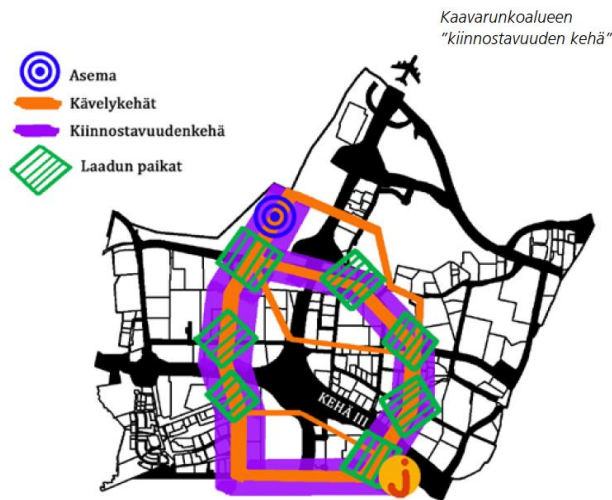 Kaavarunkoalueen
”kiinnostavuuden kehä”
Asema
Kävelykehät
Kiinnostavuudenkehä
Laadun paikat
KEHÄ III
j